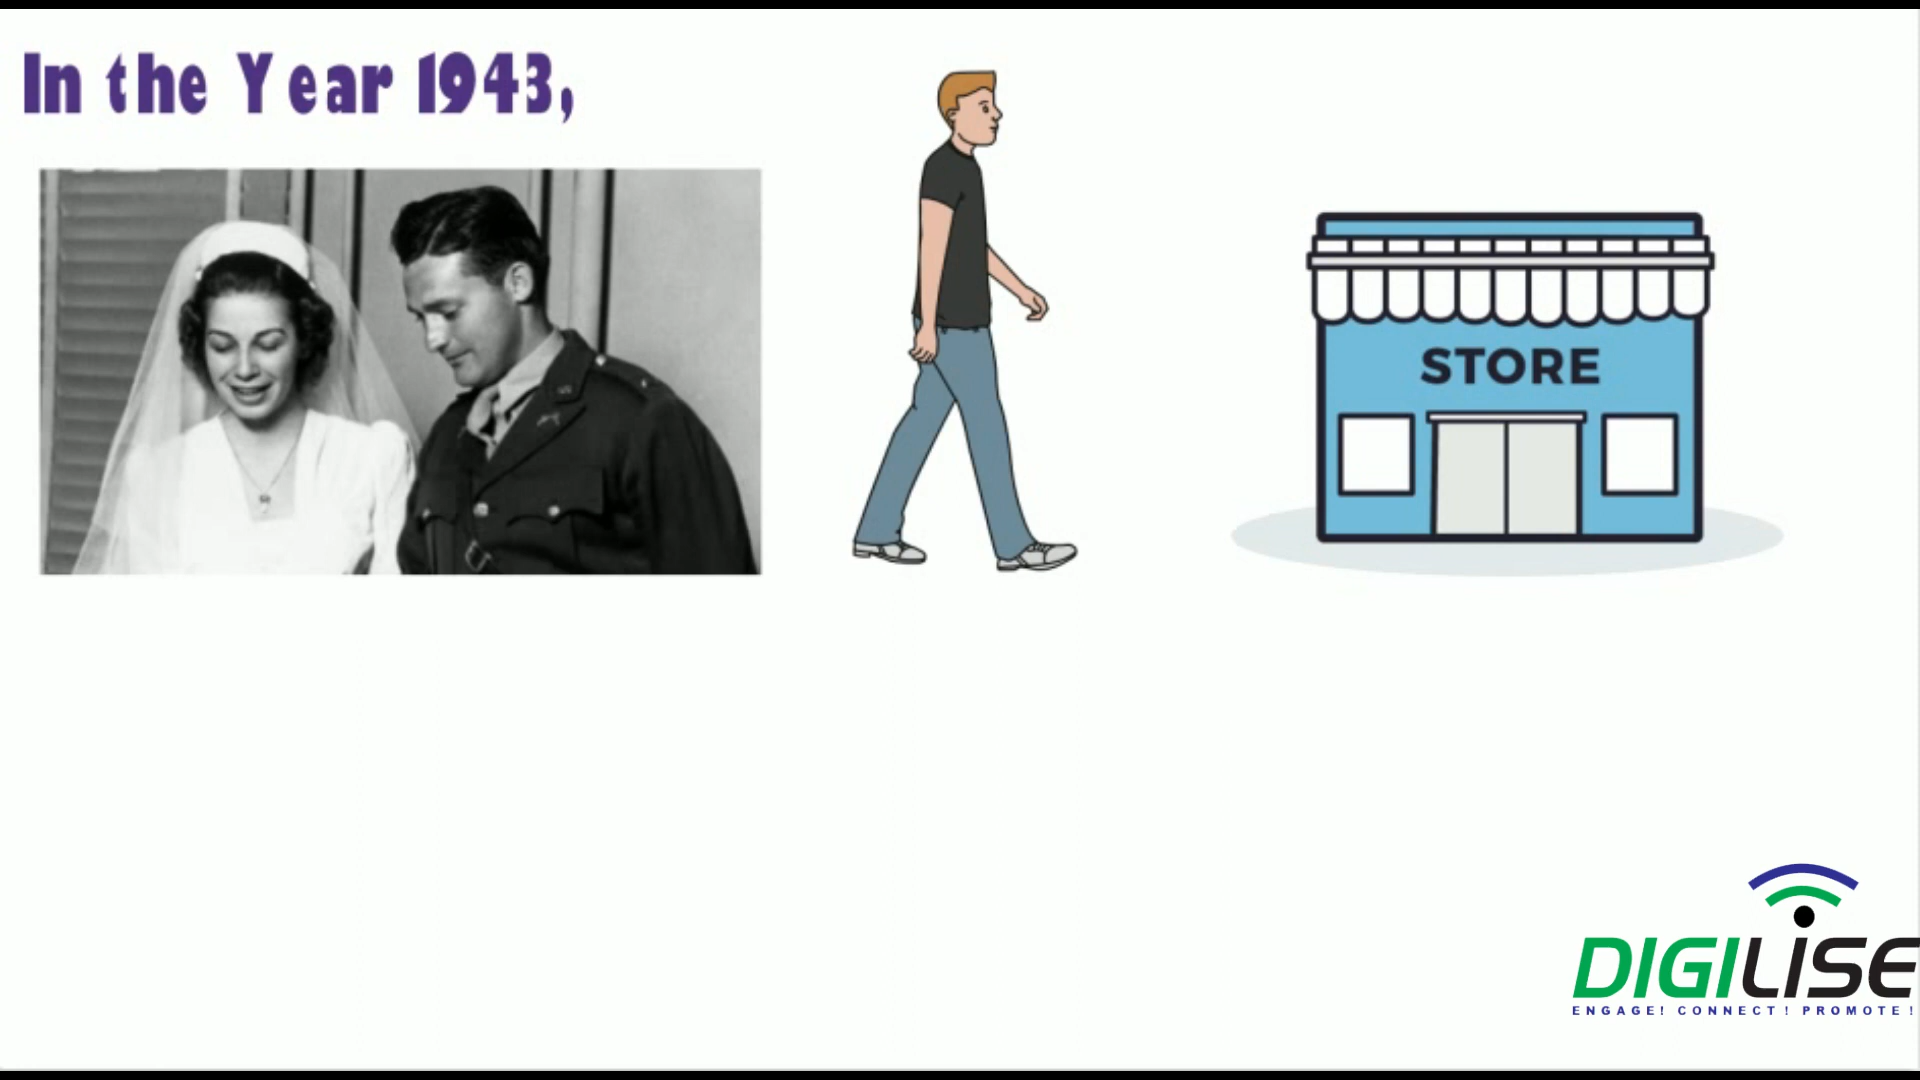 In the Year 1943,
STORE
DIGILISE
ENGAGE! CONNECT! PROMOTE!